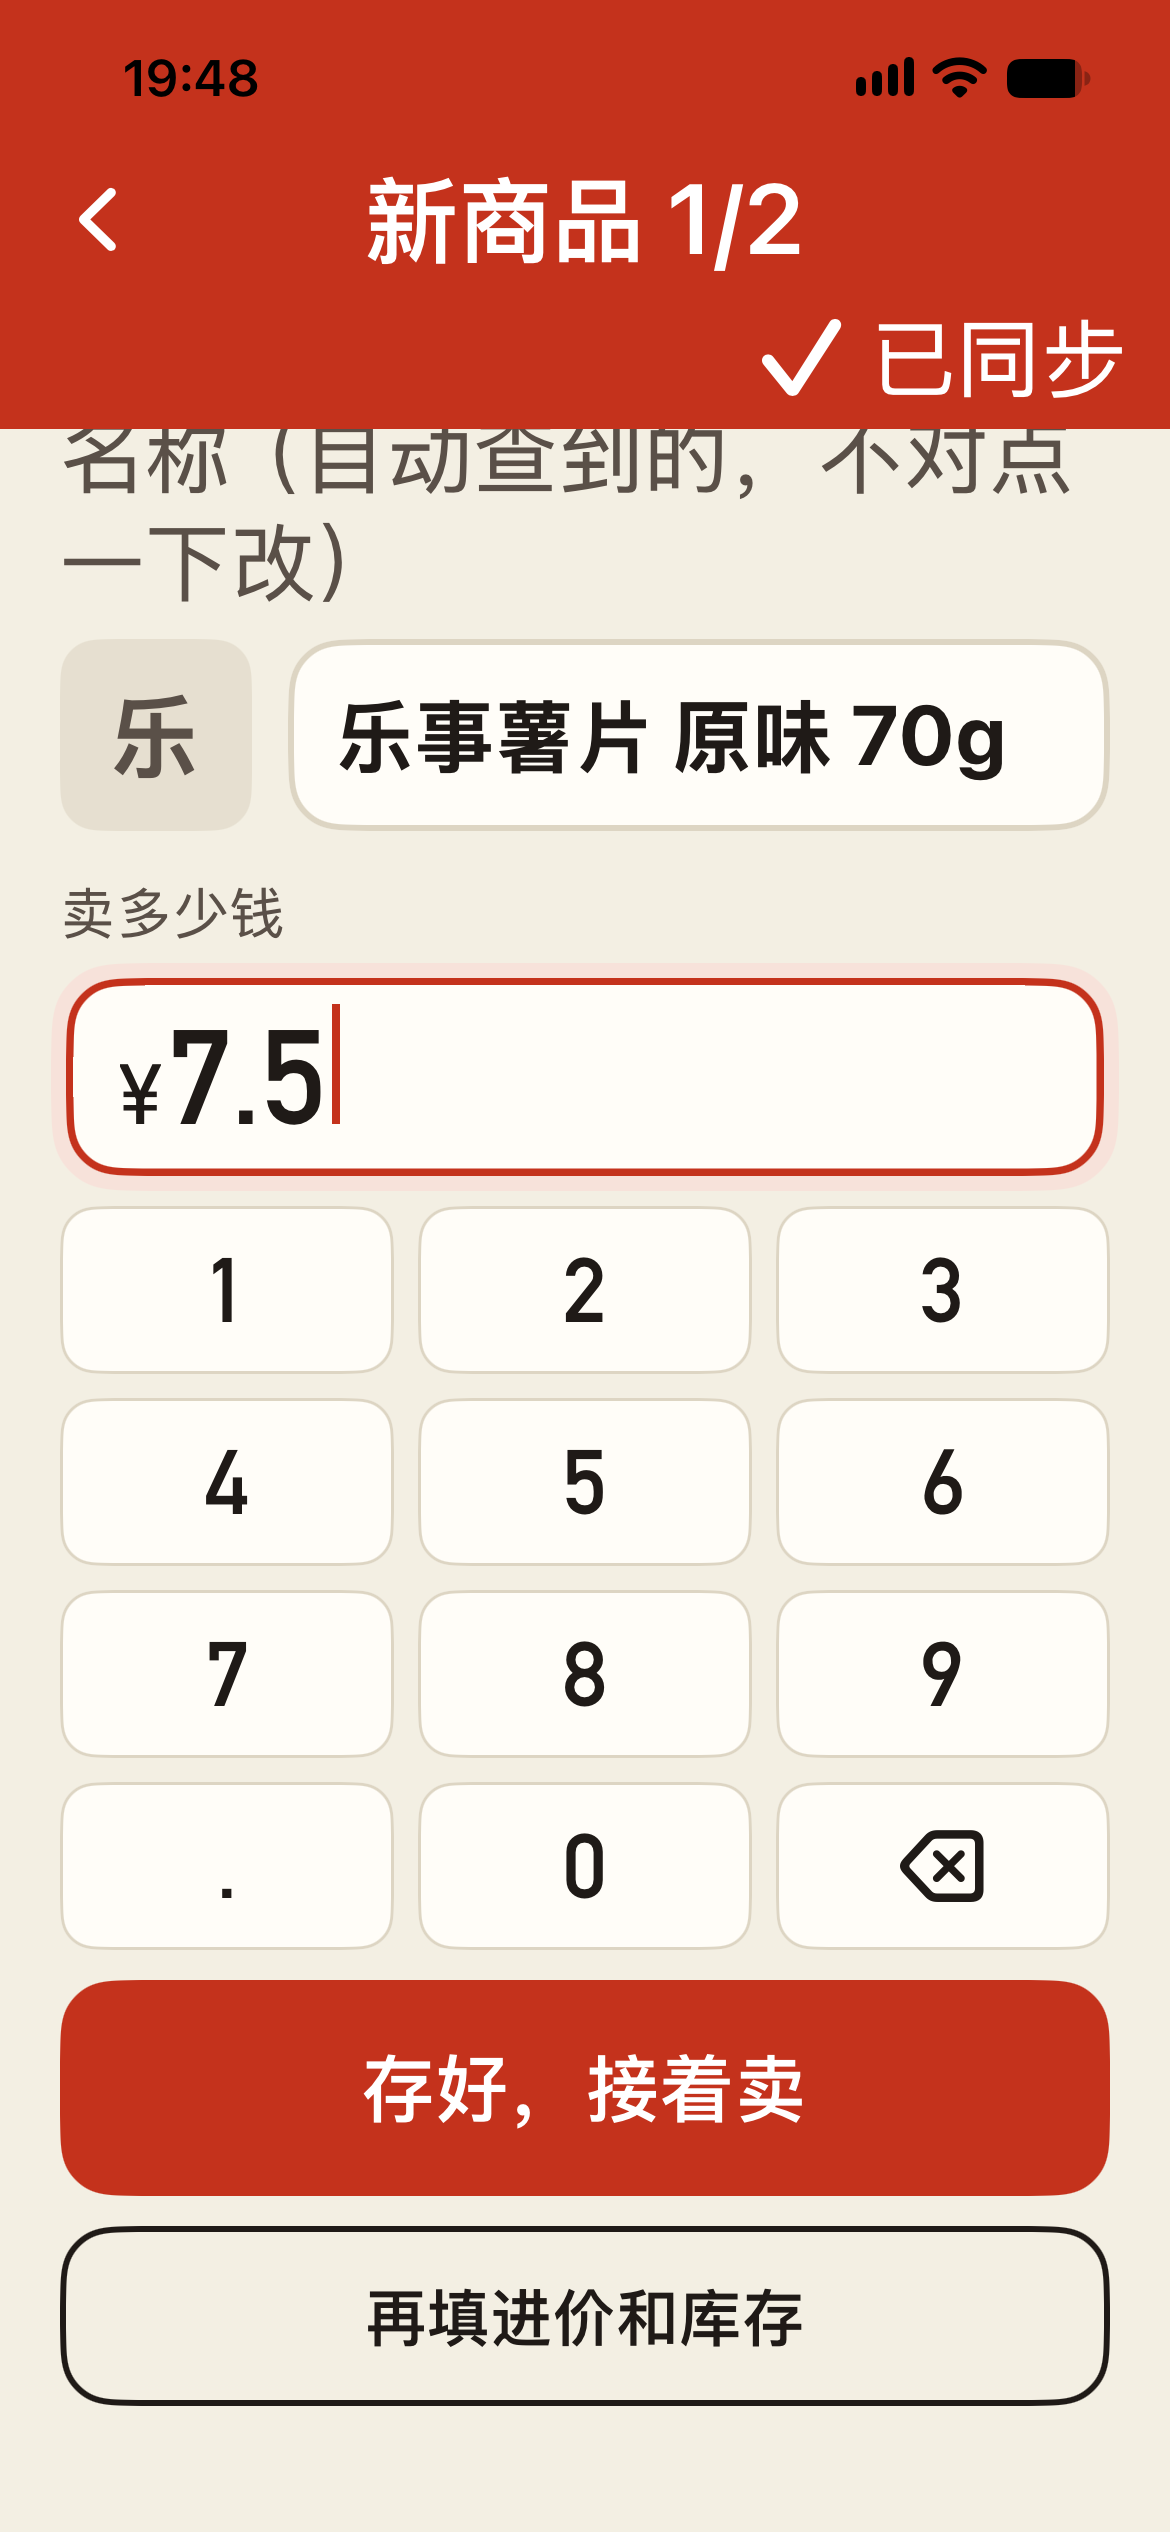 19:48
新商品 1/2
已同步
名称（自动查到的，不对点
一下改）
乐
乐事薯片 原味 70g
卖多少钱
¥7.5
1 2 3
4 5 6
7 8 9
. 0
存好，接着卖
再填进价和库存